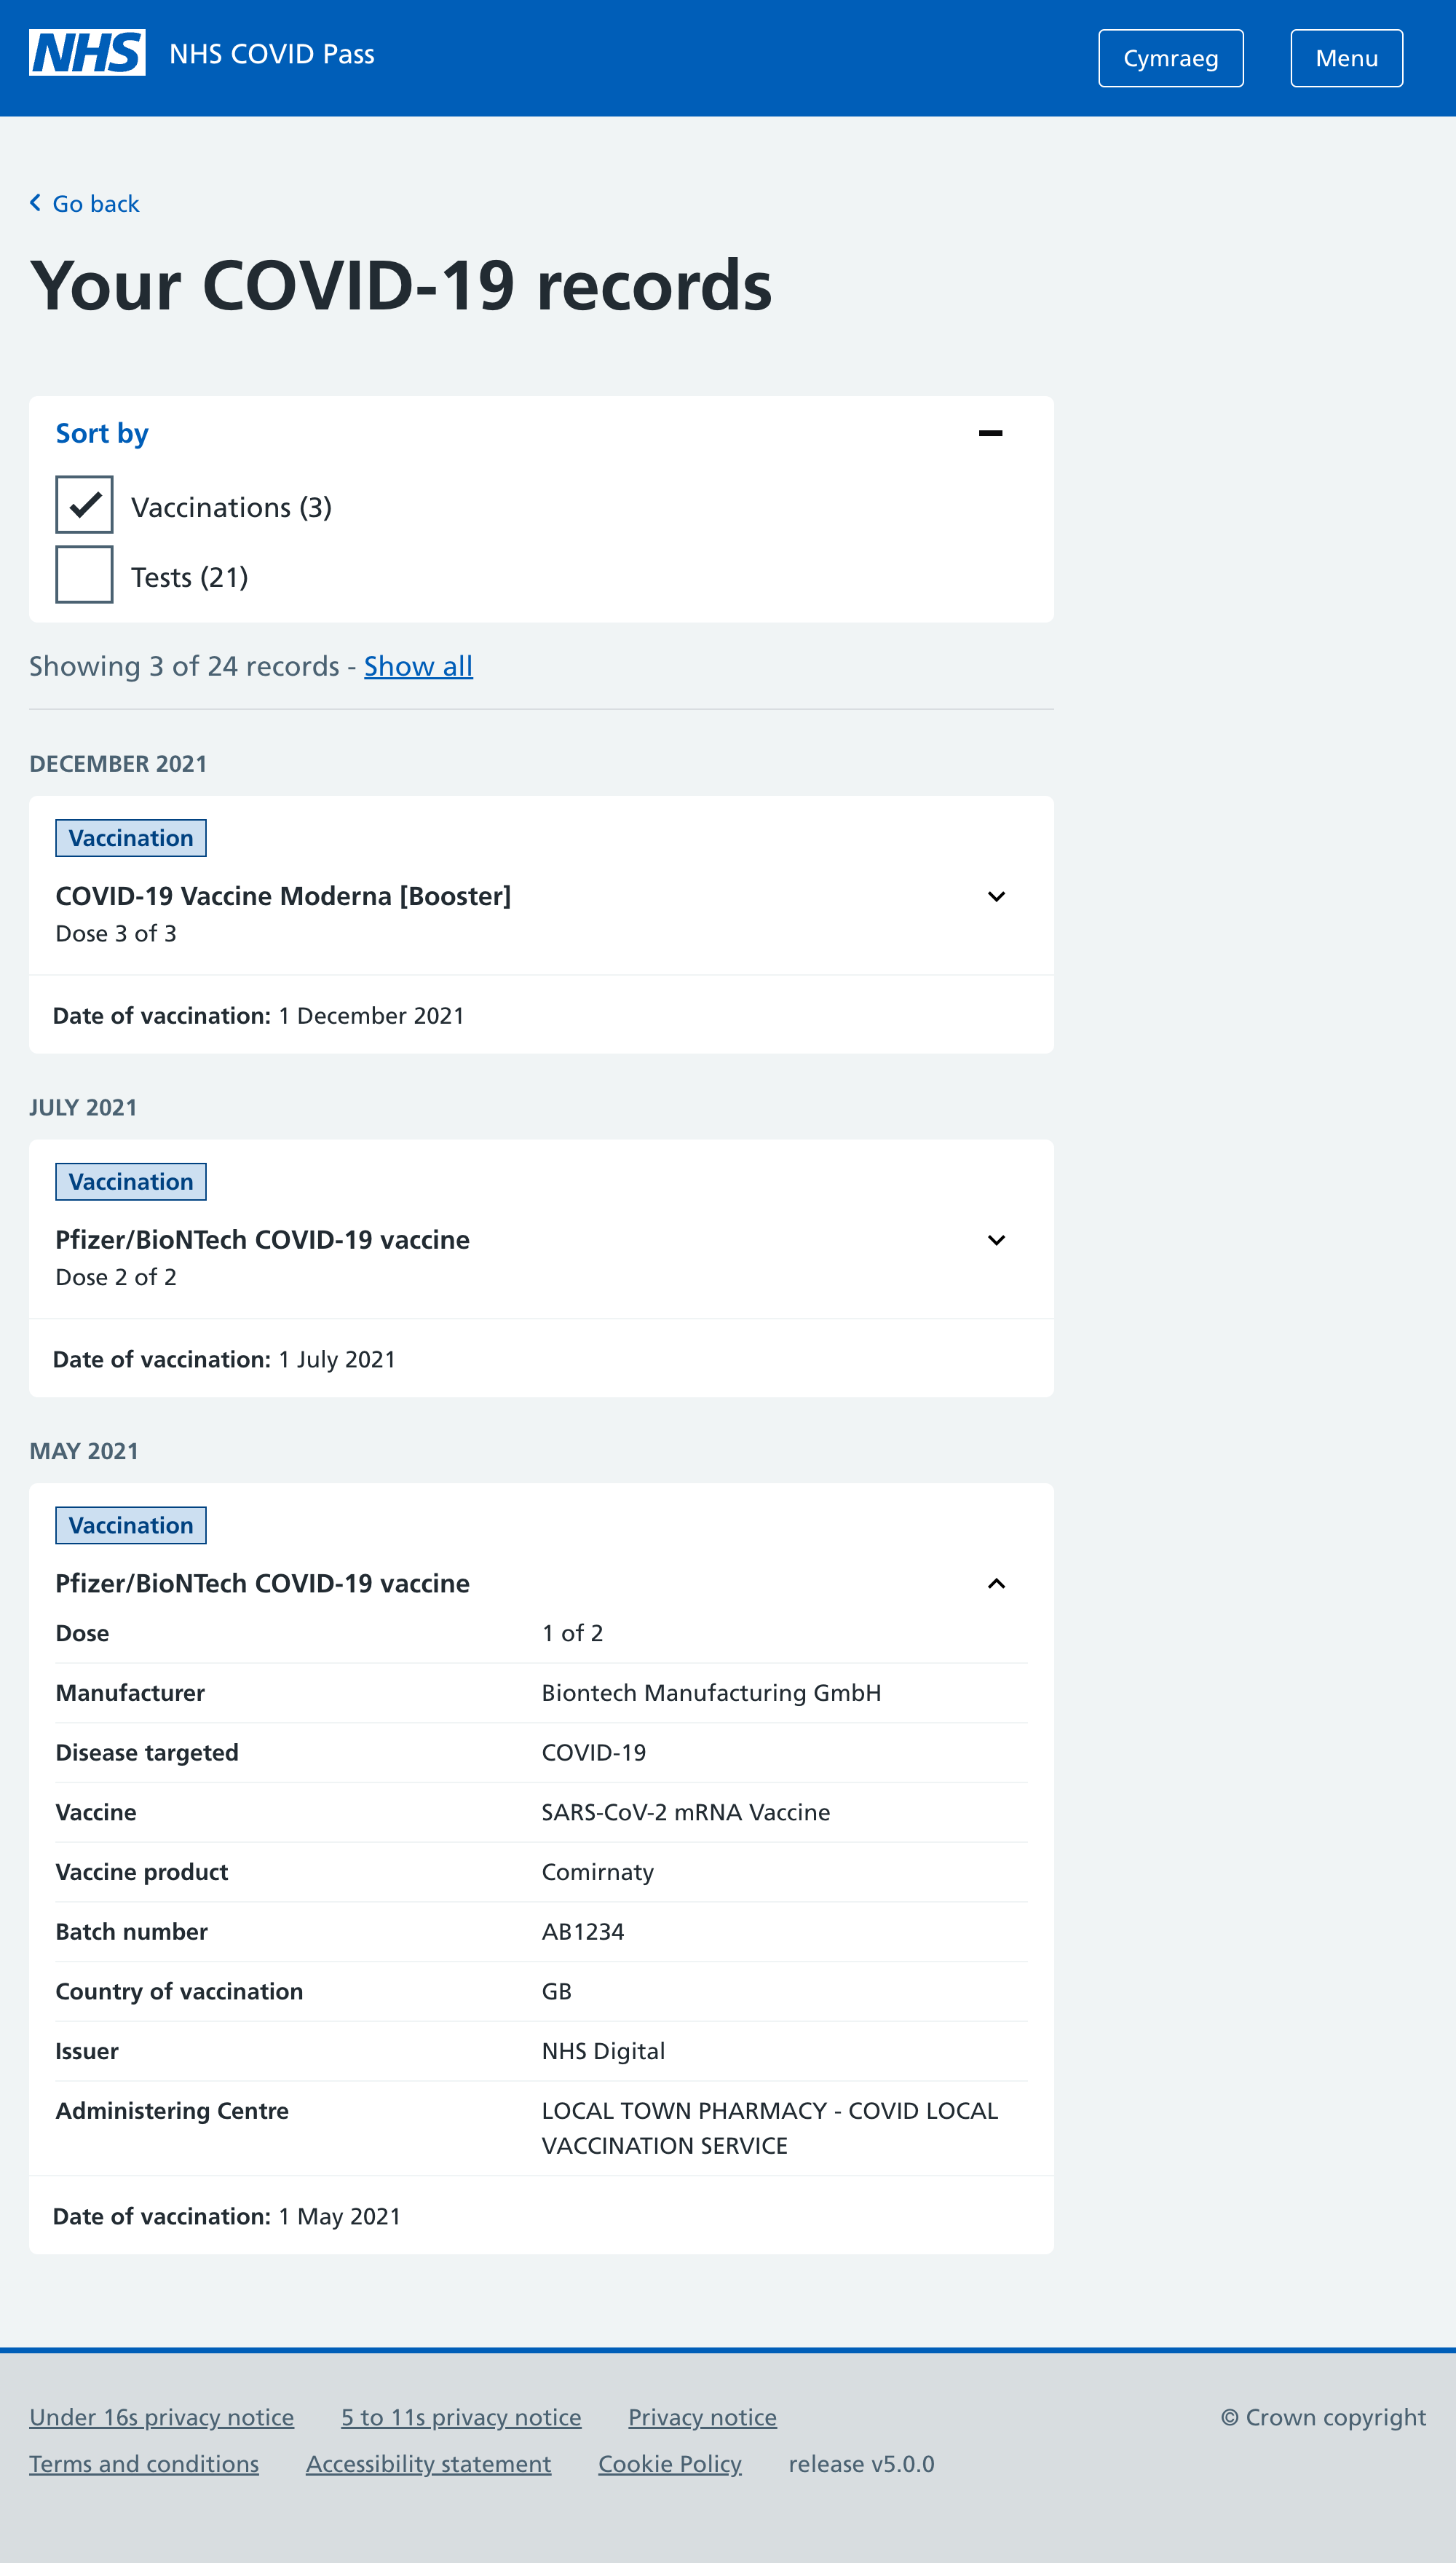 NHS NHS COVID Pass Cymraeg Menu
Go back
Your COVID-19 records
Sort by
Vaccinations (3)
Tests (21)
Showing 3 of 24 records - Show all
DECEMBER 2021
Vaccination
COVID-19 Vaccine Moderna [Booster]
Dose 3 of 3
Date of vaccination: 1 December 2021
JULY 2021
Vaccination
Pfizer/BioNTech COVID-19 vaccine
Dose 2 of 2
Date of vaccination: 1 July 2021
MAY 2021
Vaccination
Pfizer/BioNTech COVID-19 vaccine
Dose 1 of 2
Manufacturer Biontech Manufacturing GmbH
Disease targeted COVID-19
Vaccine SARS-CoV-2 mRNA Vaccine
Vaccine product Comirnaty
Batch number AB1234
Country of vaccination GB
Issuer NHS Digital
Administering Centre LOCAL TOWN PHARMACY - COVID LOCAL
VACCINATION SERVICE
Date of vaccination: 1 May 2021
Under 16s privacy notice 5 to 11s privacy notice Privacy notice © Crown copyright
Terms and conditions Accessibility statement Cookie Policy release v5.0.0